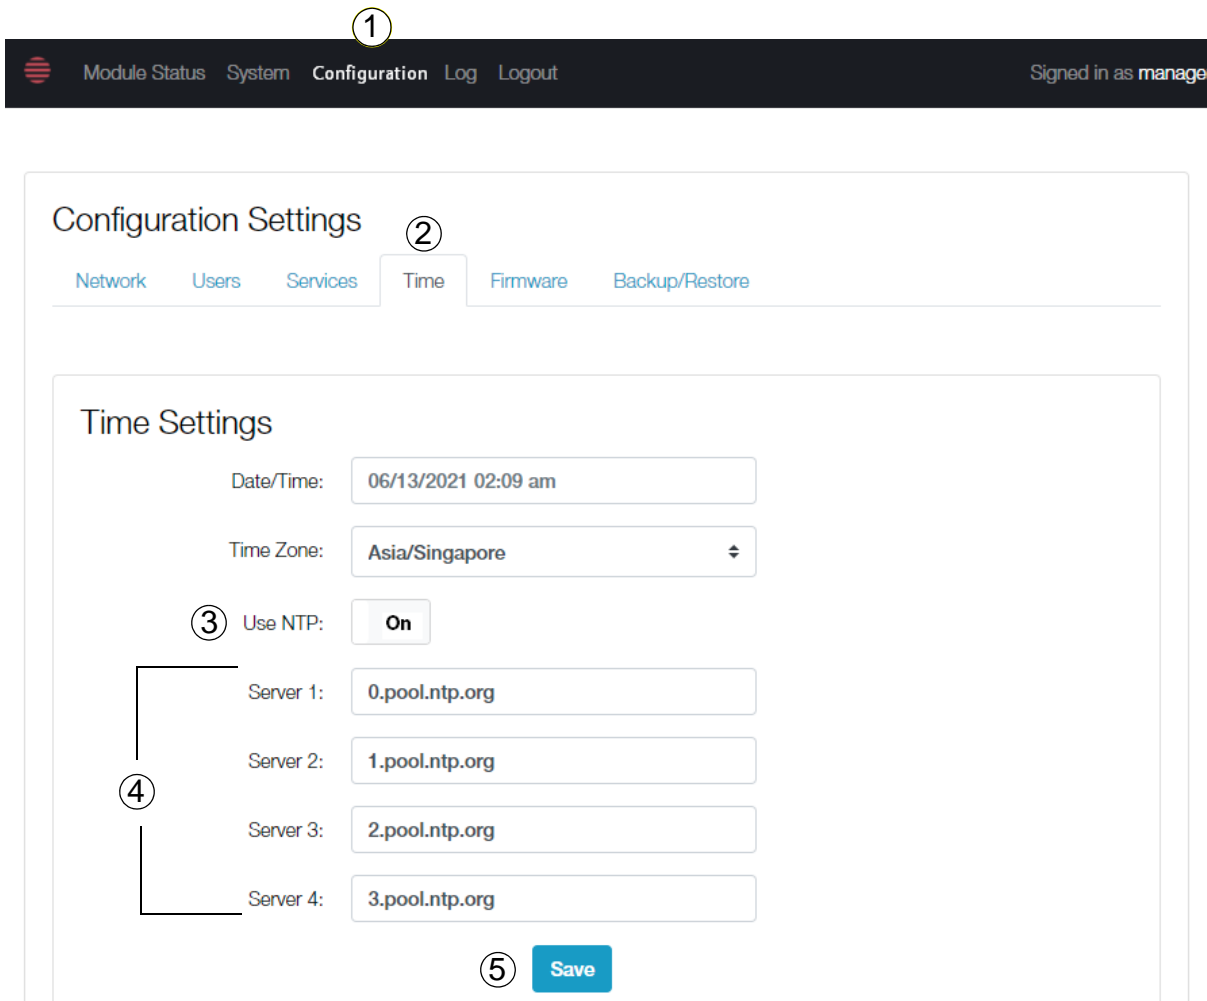 1
Module Status System Configuration Log Logout Signed in as manage
Configuration Settings
2
Network Users Services Time Firmware Backup/Restore
Time Settings
Date/Time: 06/13/2021 02:09 am
Time Zone: Asia/Singapore
3 Use NTP: On
Server 1: 0.pool.ntp.org
Server 2: 1.pool.ntp.org
4
Server 3: 2.pool.ntp.org
Server 4: 3.pool.ntp.org
5 Save